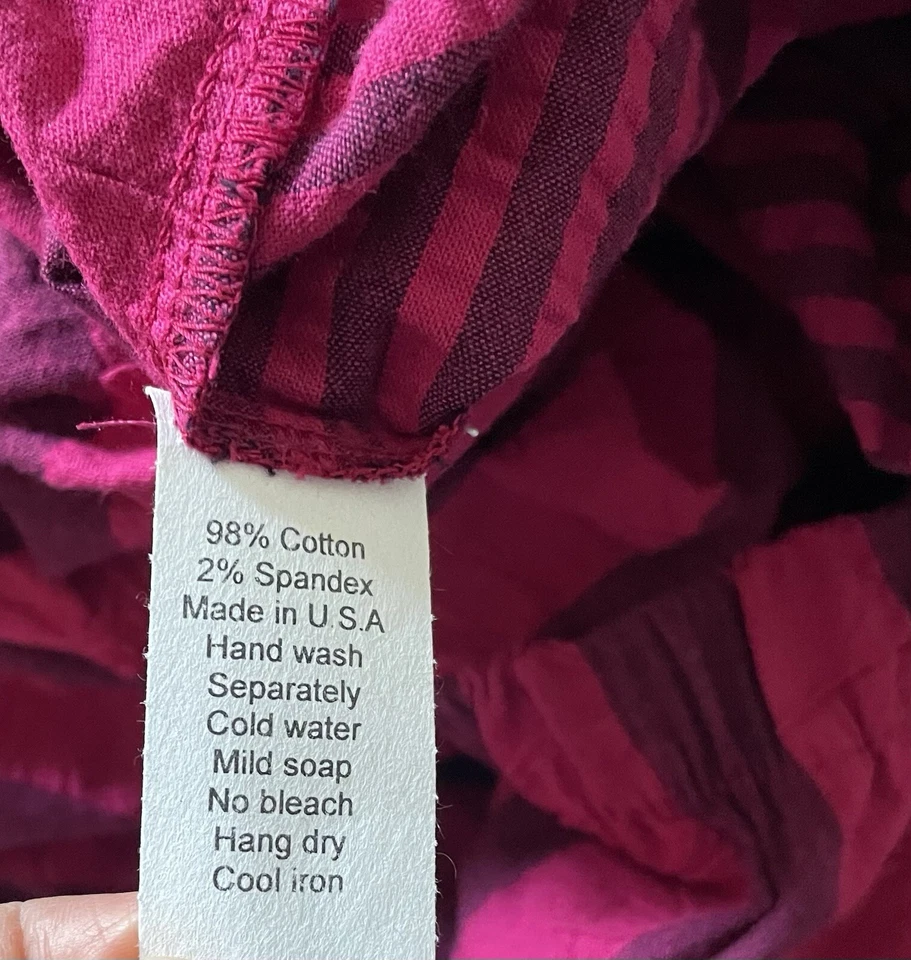 98% Cotton
2% Spandex
Made in U.S.A
Hand wash
Separately
Cold water
Mild soap
No bleach
Hang dry
Cool iron